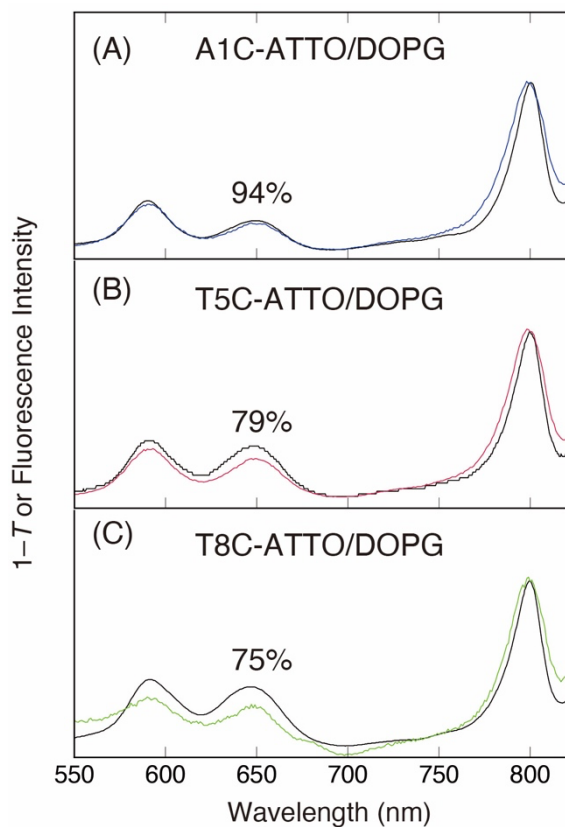 (A) A1C-ATTO/DOPG
94%
(B) T5C-ATTO/DOPG
79%
(C) T8C-ATTO/DOPG
75%
1–T or Fluorescence Intensity
550 600 650 700 750 800
Wavelength (nm)